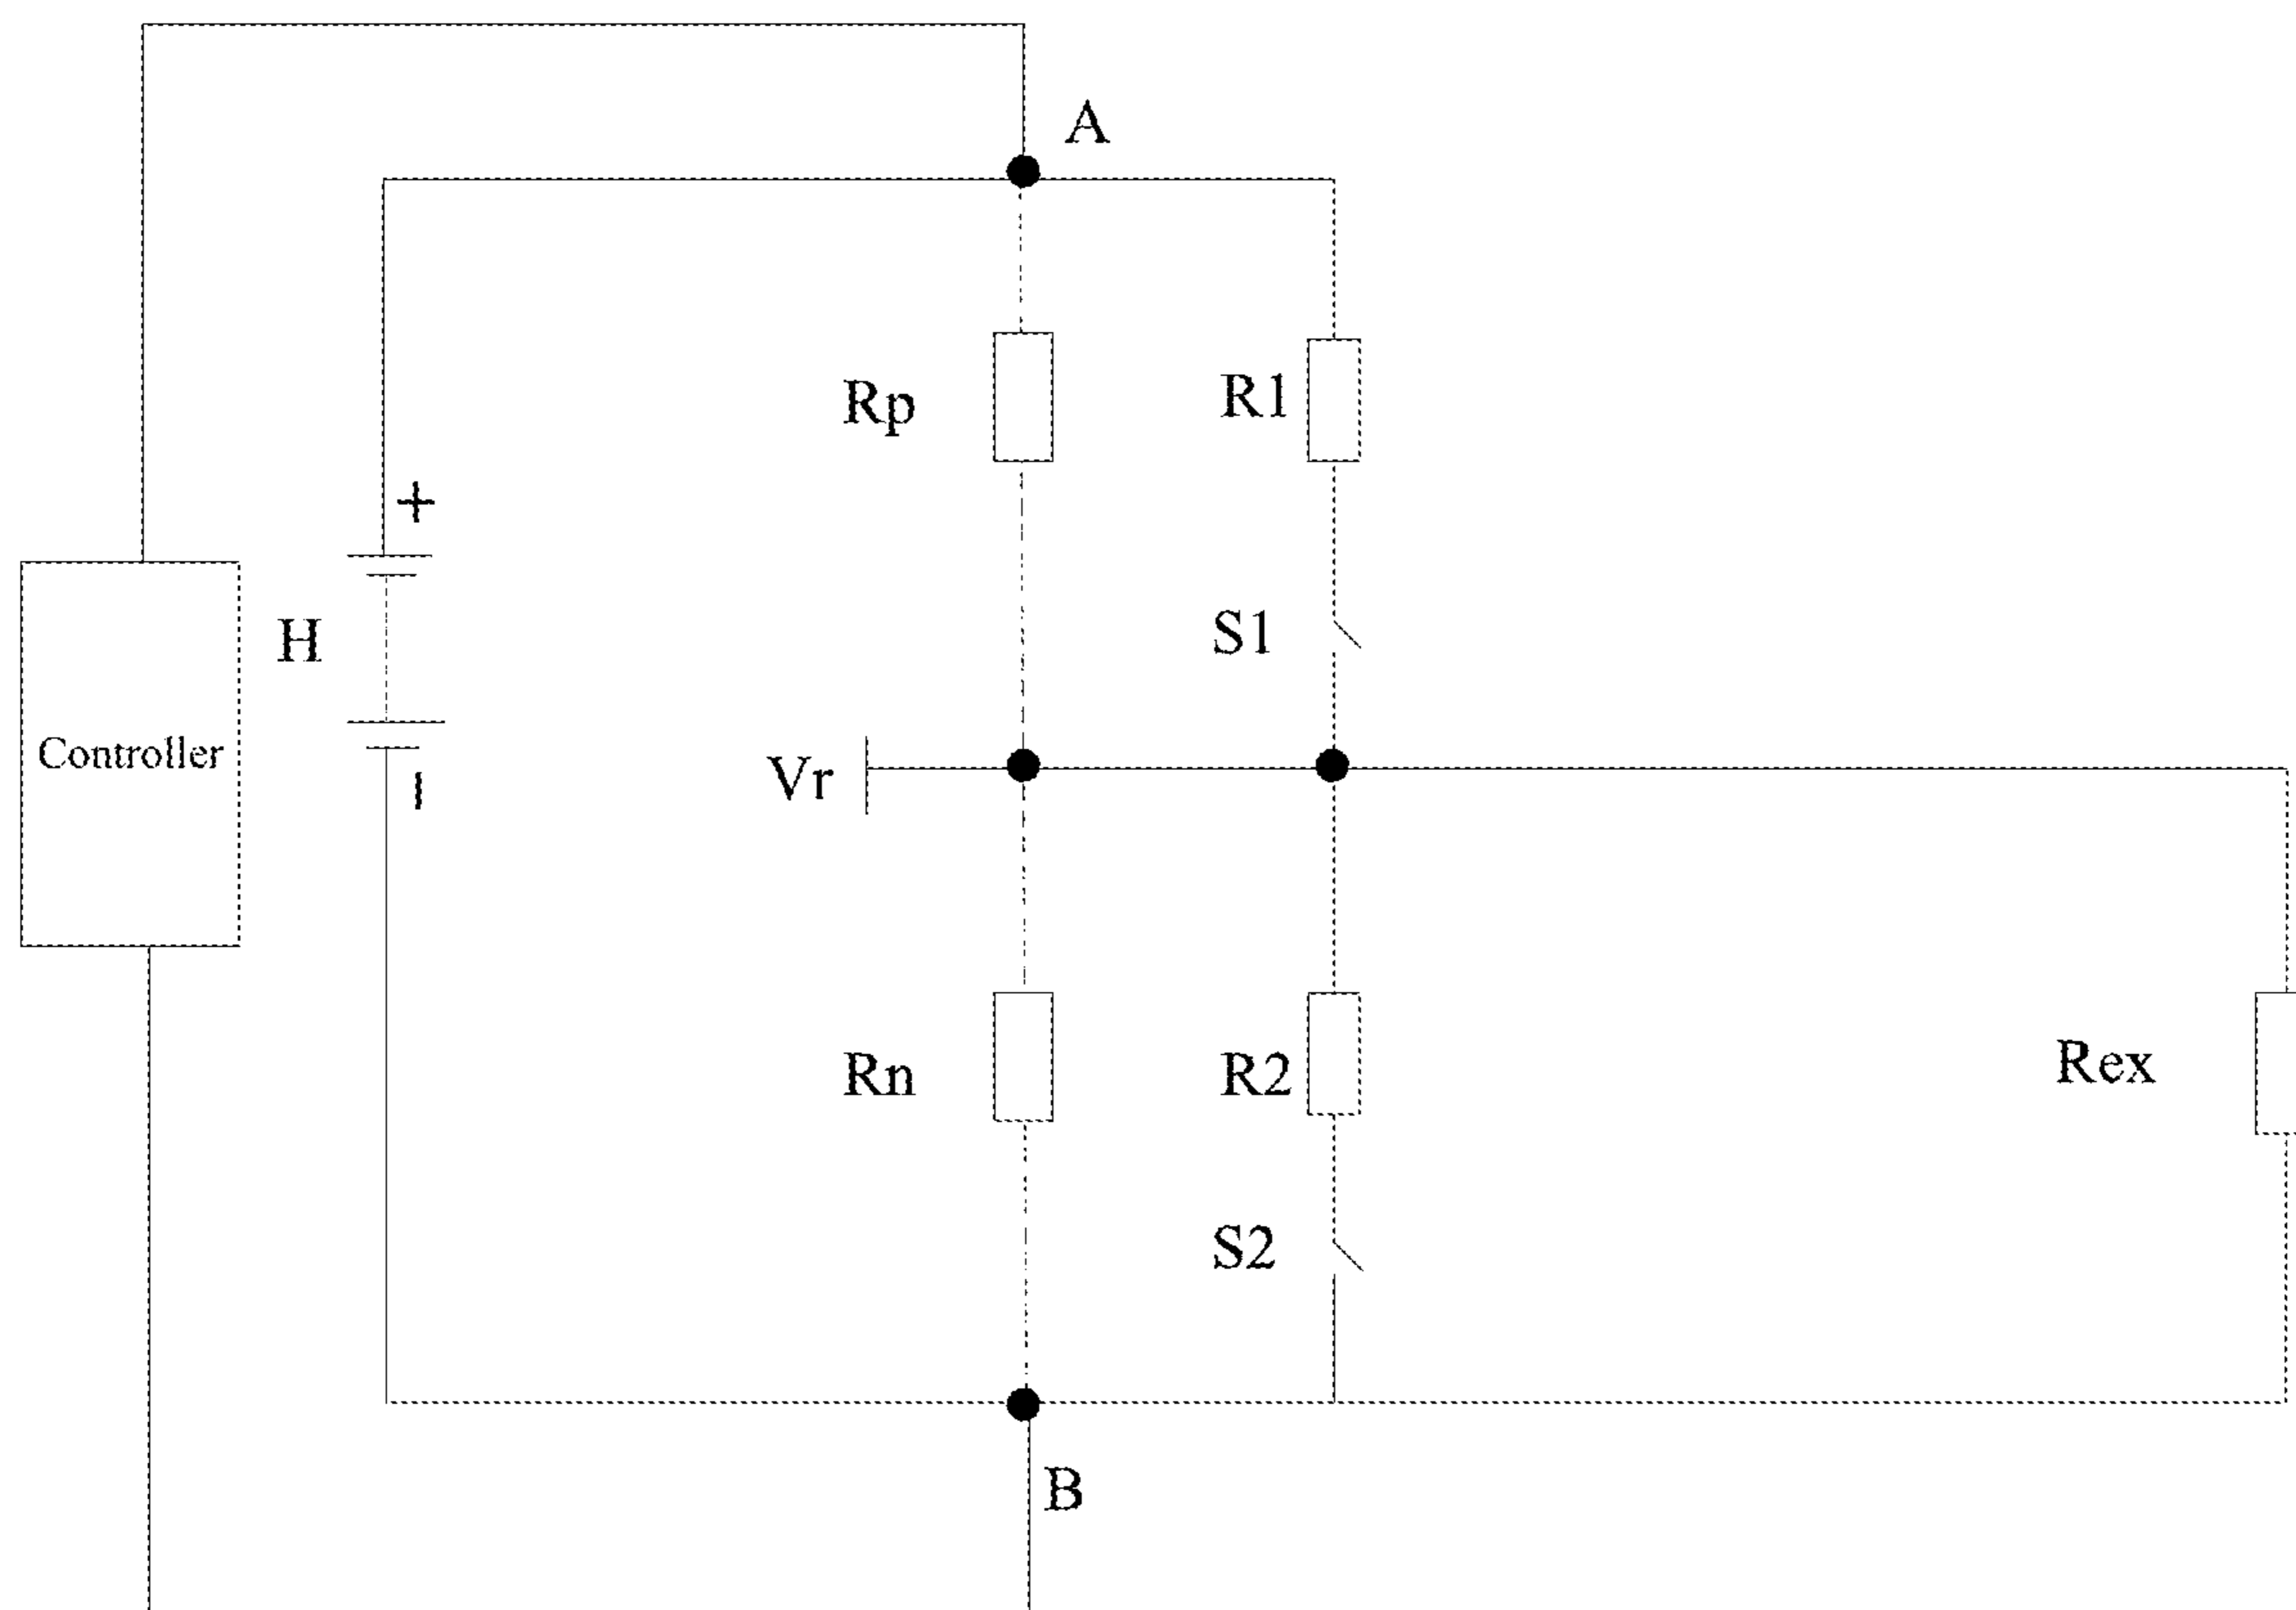 A
Rp
R1
+
H
S1
Controller
Vr
-
Rn
R2
Rex
S2
B